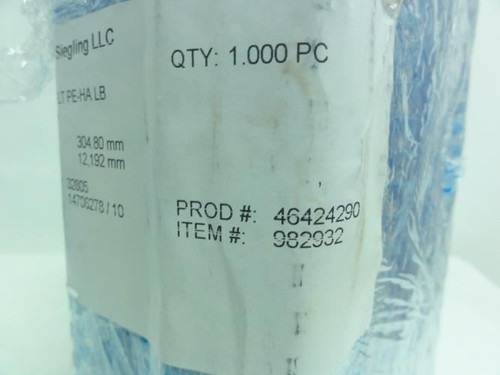 Siegling LLC
QTY: 1.000 PC
LT PE-HA LB
304.80 mm
12,192 mm
32805
14706278 / 10
PROD #: 46424290
ITEM #: 982932